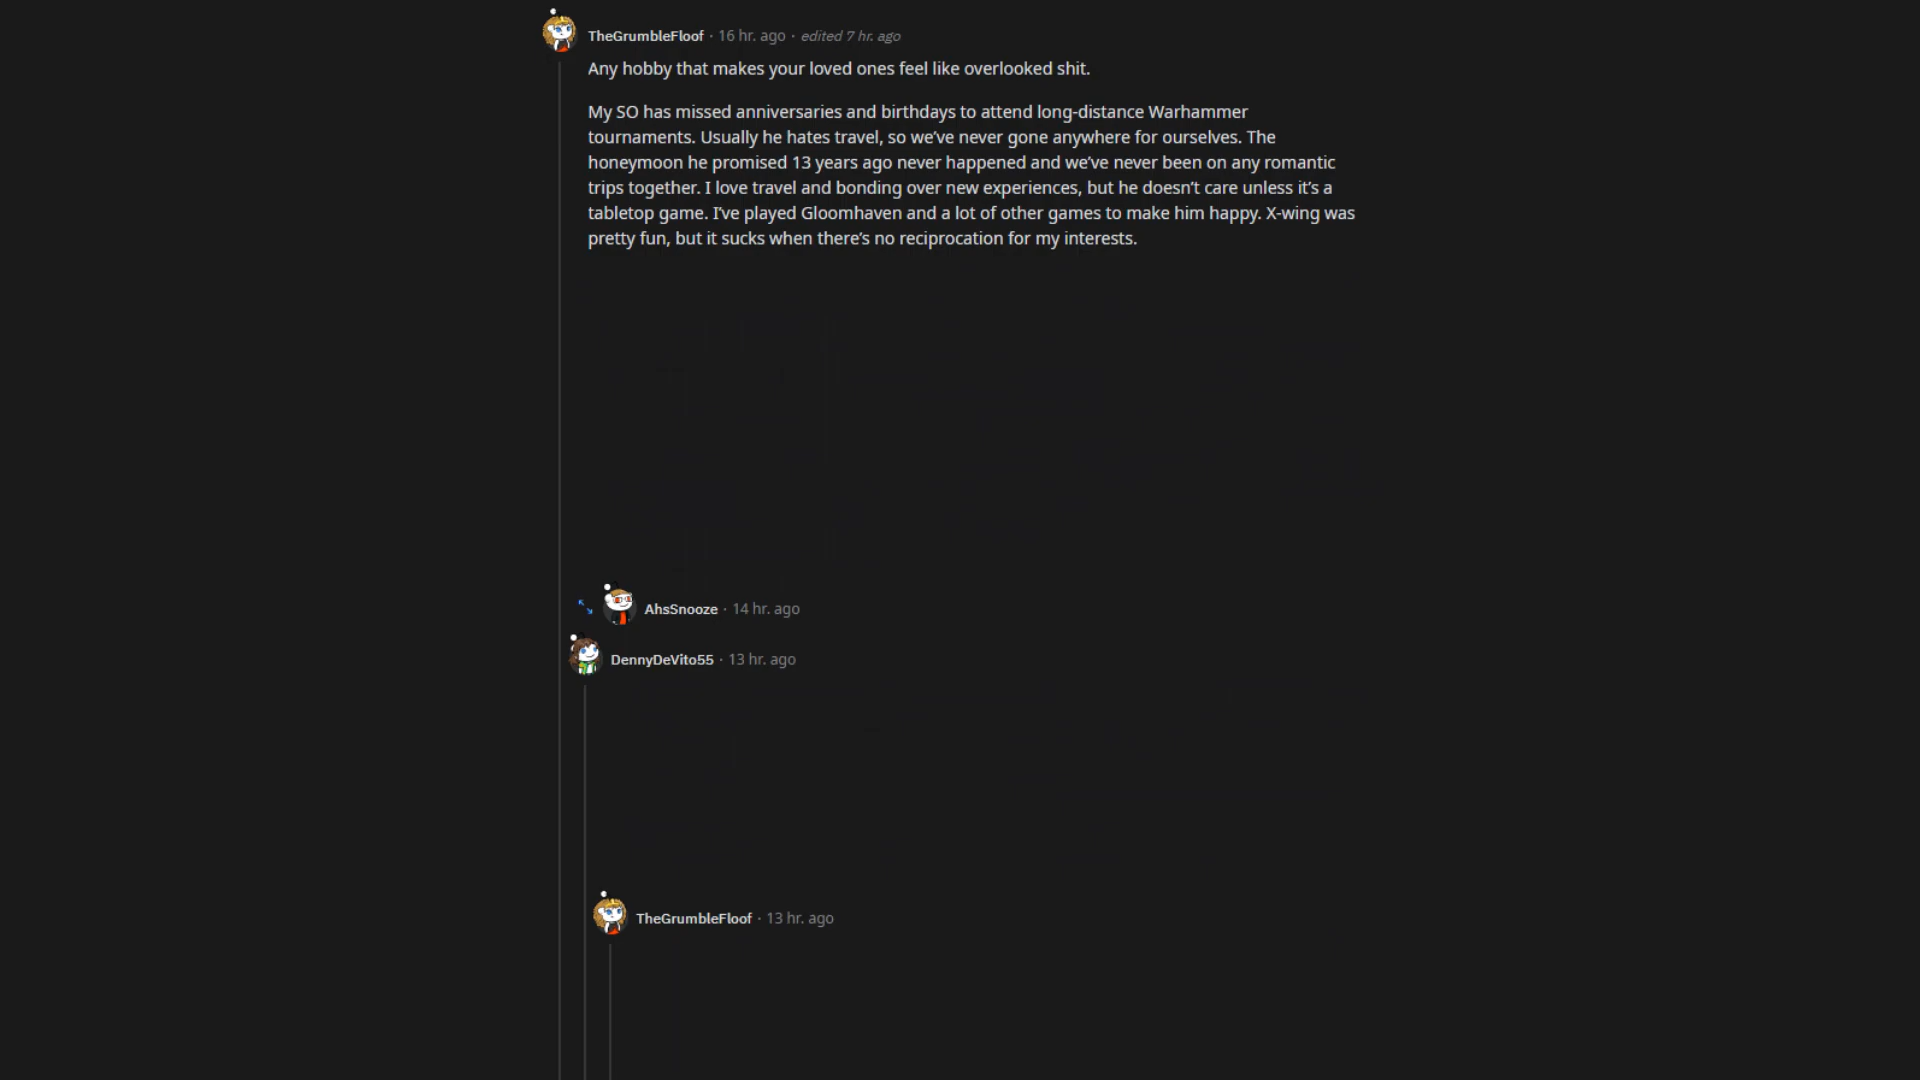 TheGrumbleFloof · 16 hr. ago · edited 7 hr. ago
Any hobby that makes your loved ones feel like overlooked shit.
My SO has missed anniversaries and birthdays to attend long-distance Warhammer
tournaments. Usually he hates travel, so we’ve never gone anywhere for ourselves. The
honeymoon he promised 13 years ago never happened and we’ve never been on any romantic
trips together. I love travel and bonding over new experiences, but he doesn’t care unless it’s a
tabletop game. I’ve played Gloomhaven and a lot of other games to make him happy. X-wing was
pretty fun, but it sucks when there’s no reciprocation for my interests.
AhsSnooze · 14 hr. ago
DennyDeVito55 · 13 hr. ago
TheGrumbleFloof · 13 hr. ago